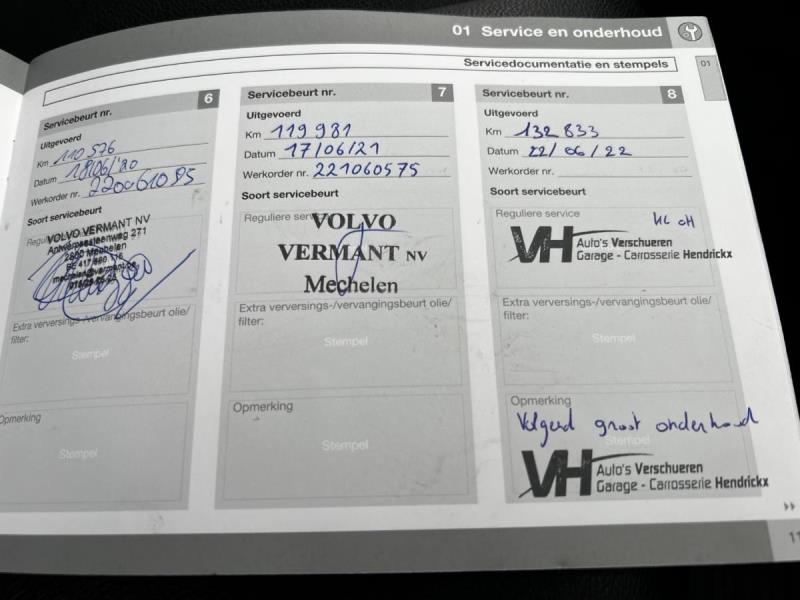 01 Service en onderhoud
Servicedocumentatie en stempels
01
Servicebeurt nr. 6
Uitgevoerd
Km 110 576
Datum 18/06/'20
Werkorder nr. 220061095
Soort servicebeurt
VOLVO VERMANT NV
Antwerpsesteenweg 271
2800 Mechelen
Extra verversings-/vervangingsbeurt olie/
filter:
Stempel
Opmerking
Stempel
Servicebeurt nr. 7
Uitgevoerd
Km 119 981
Datum 17/06/21
Werkorder nr. 221060575
Soort servicebeurt
Reguliere
VOLVO
VERMANT NV
Mechelen
Extra verversings-/vervangingsbeurt olie/
filter:
Stempel
Opmerking
Stempel
Servicebeurt nr. 8
Uitgevoerd
Km 132 833
Datum 22/06/22
Werkorder nr.
Soort servicebeurt
Reguliere service
VH Auto's Verschueren
Garage - Carrosserie Hendrickx
Extra verversings-/vervangingsbeurt olie/
filter:
Stempel
Opmerking
Volgend groot onderhoud
Stempel
VH Auto's Verschueren
Garage - Carrosserie Hendrickx